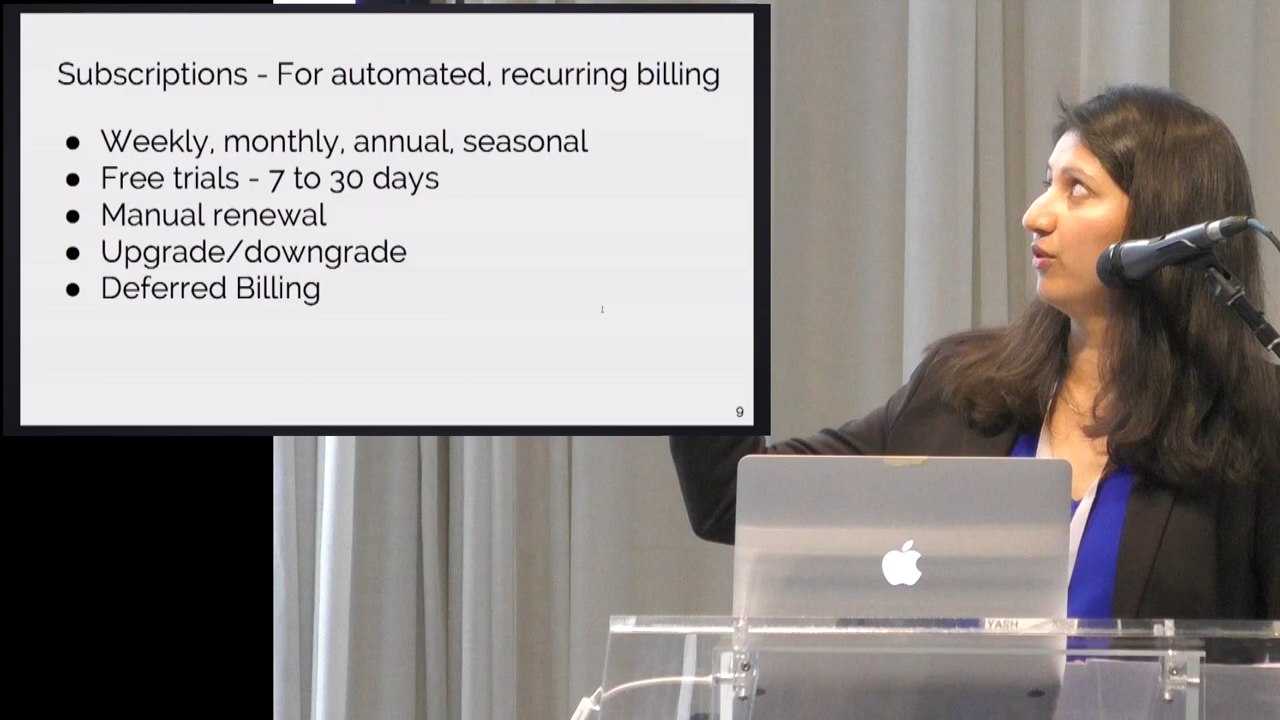 Subscriptions - For automated, recurring billing
● Weekly, monthly, annual, seasonal
● Free trials - 7 to 30 days
● Manual renewal
● Upgrade/downgrade
● Deferred Billing
9
YASH